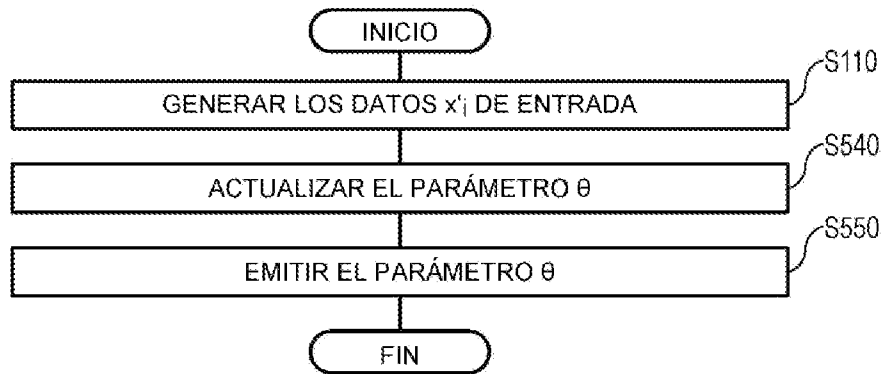 INICIO
S110
GENERAR LOS DATOS x'i DE ENTRADA
S540
ACTUALIZAR EL PARÁMETRO θ
S550
EMITIR EL PARÁMETRO θ
FIN